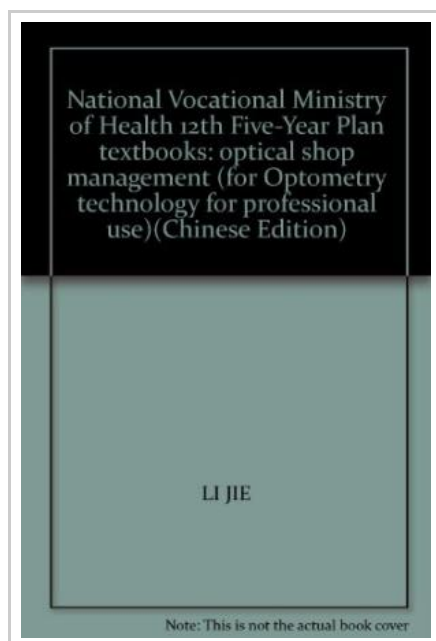 National Vocational Ministry
of Health 12th Five-Year Plan
textbooks: optical shop
management (for Optometry
technology for professional
use)(Chinese Edition)
LI JIE
Note: This is not the actual book cover